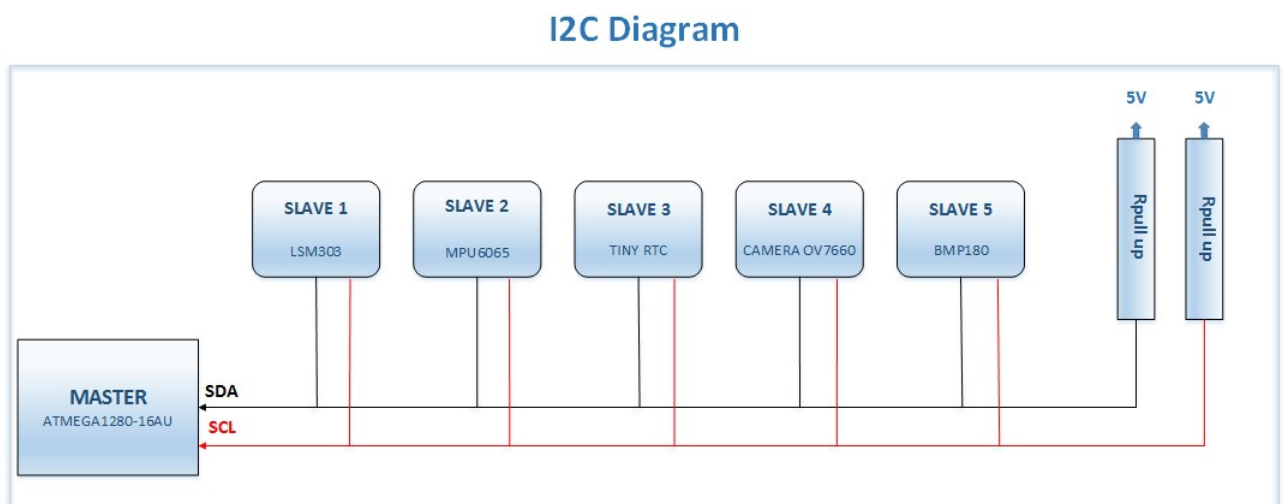 I2C Diagram
5V
5V
SLAVE 1
LSM303
SLAVE 2
MPU6065
SLAVE 3
TINY RTC
SLAVE 4
CAMERA OV7660
SLAVE 5
BMP180
Rpull up
Rpull up
MASTER
ATMEGA1280-16AU
SDA
SCL